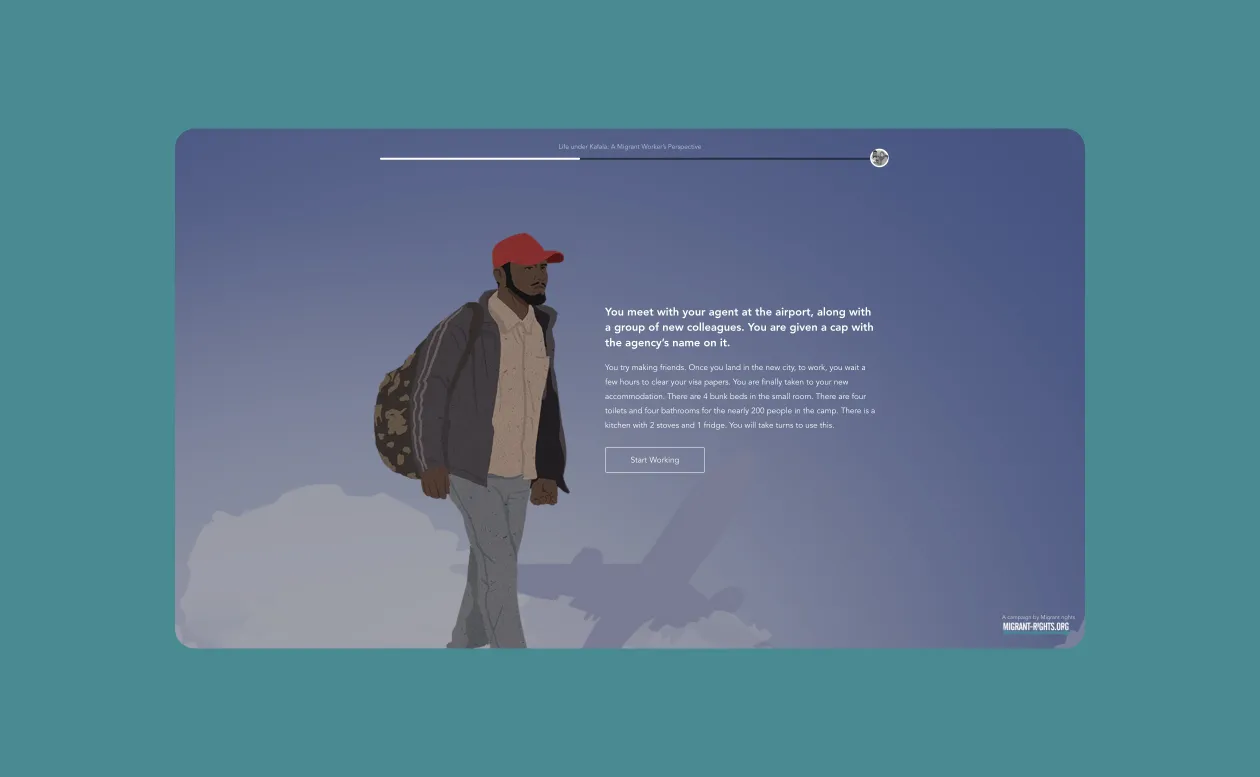 Life under Kafala: A Migrant Worker's Perspective
You meet with your agent at the airport, along with
a group of new colleagues. You are given a cap with
the agency's name on it.
You try making friends. Once you land in the new city, to work, you wait a
few hours to clear your visa papers. You are finally taken to your new
accommodation. There are 4 bunk beds in the small room. There are four
toilets and four bathrooms for the nearly 200 people in the camp. There is a
kitchen with 2 stoves and 1 fridge. You will take turns to use this.
Start Working
A campaign by Migrant rights
MIGRANT-RIGHTS.ORG